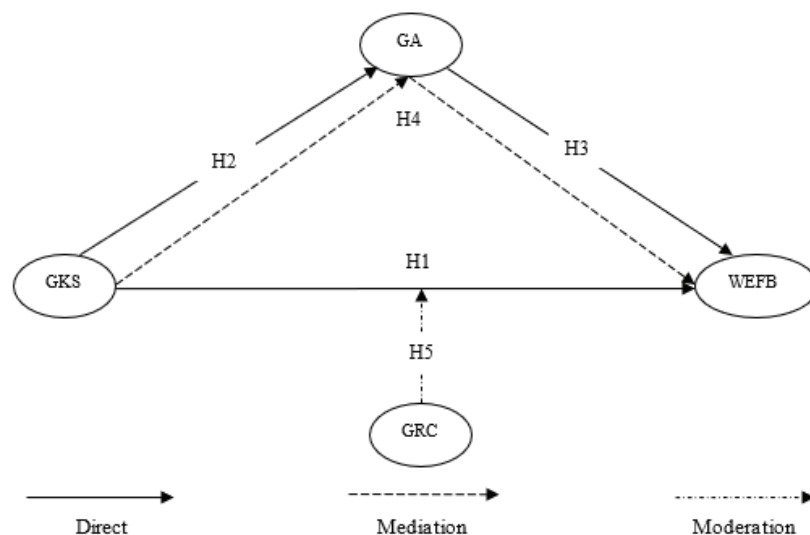 GA
H4
H2
H3
GKS
H1
WEFB
H5
GRC
Direct
Mediation
Moderation